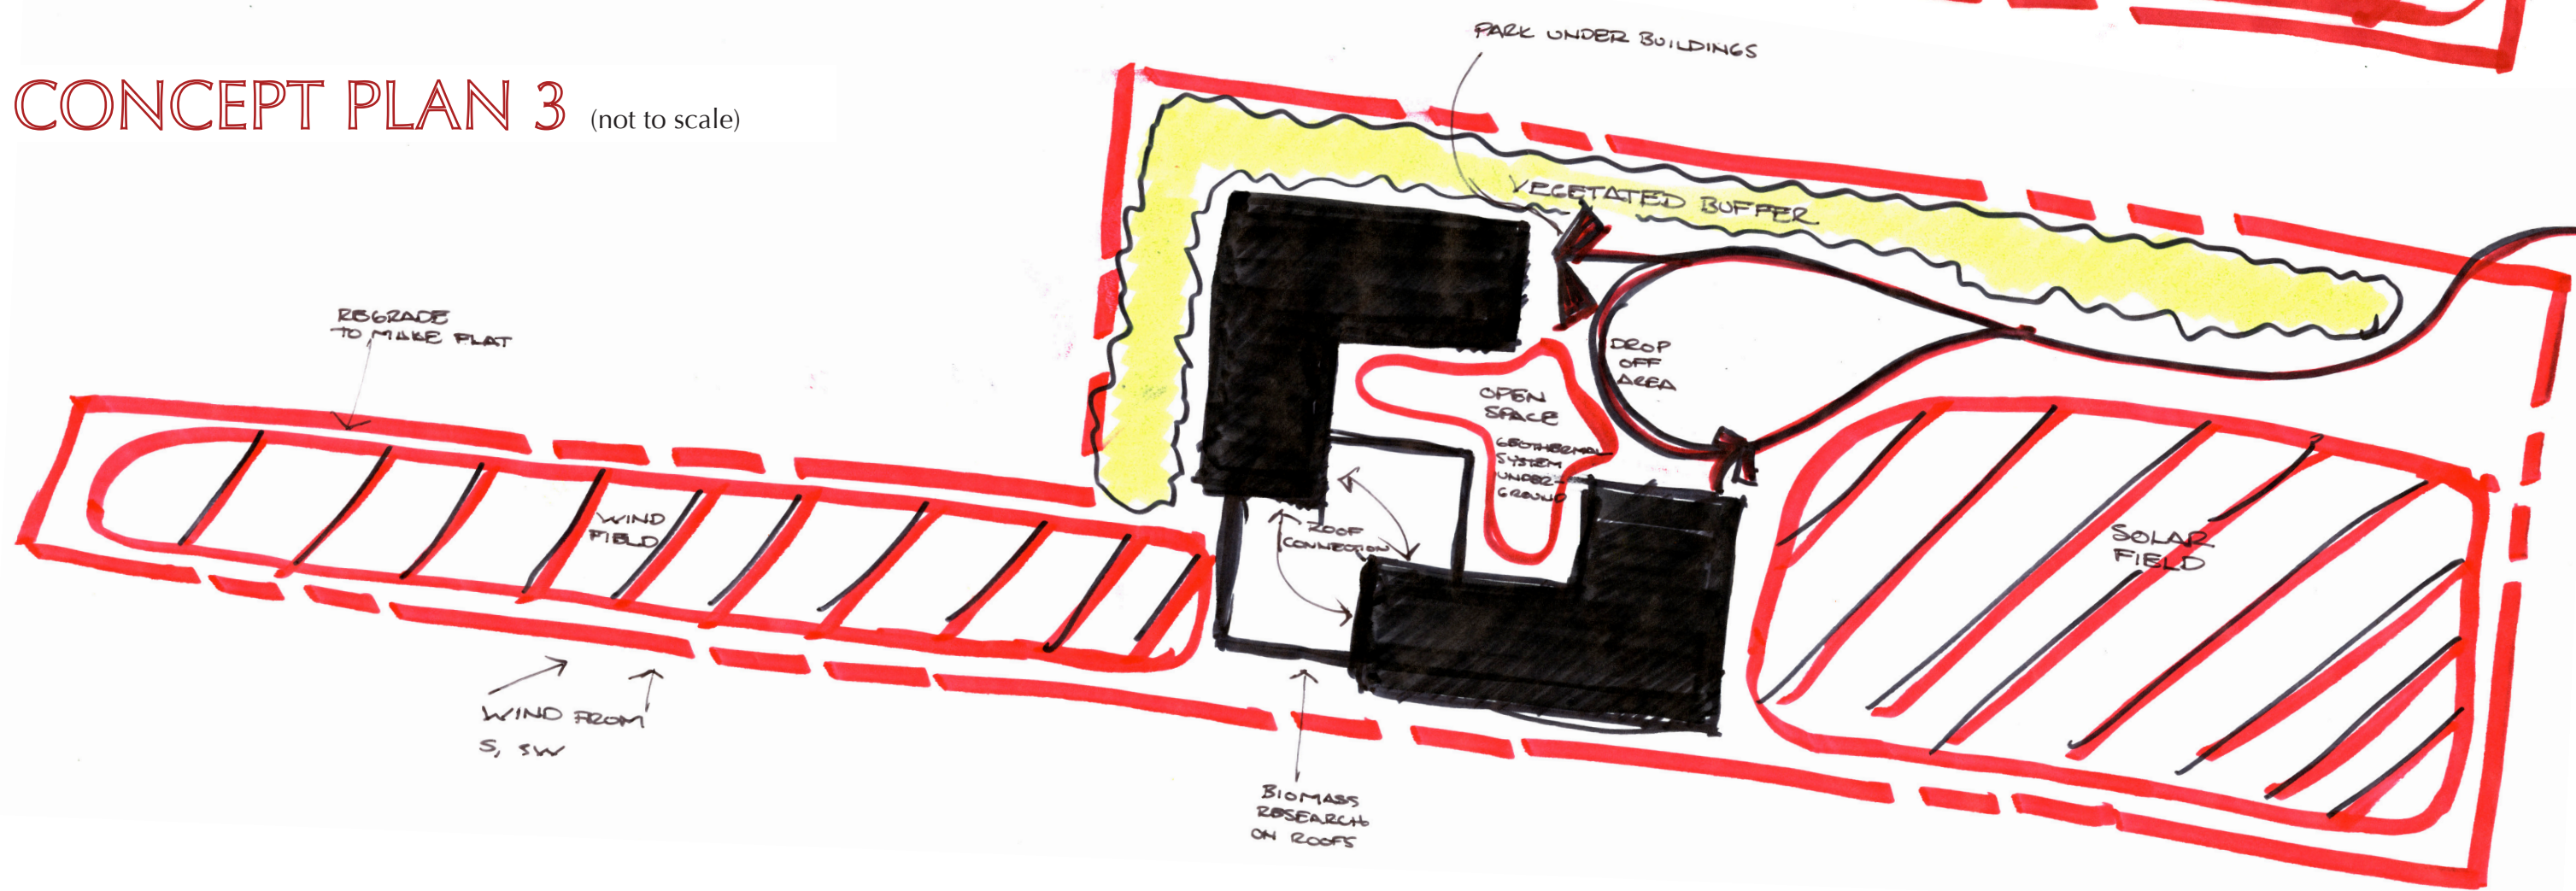 CONCEPT PLAN 3 (not to scale)
PARK UNDER BUILDINGS
VEGETATED BUFFER
REGRADE
TO MAKE FLAT
DROP
OFF
AREA
OPEN
SPACE
GEOTHERMAL
SYSTEM
UNDER-
GROUND
WIND
FIELD
ROOF
CONNECTION
SOLAR
FIELD
WIND FROM
S, SW
BIOMASS
RESEARCH
ON ROOFS